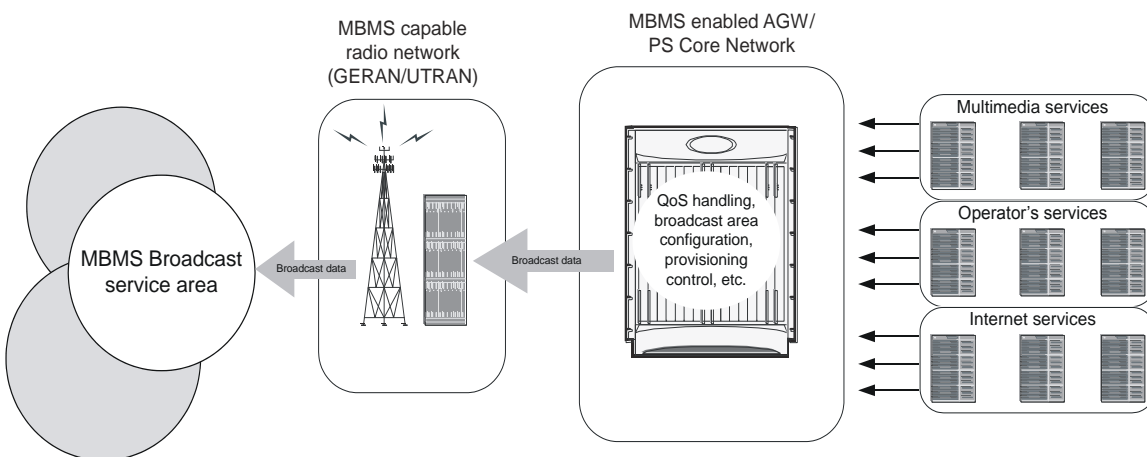 MBMS capable
radio network
(GERAN/UTRAN)
MBMS enabled AGW/
PS Core Network
Multimedia services
Operator’s services
Internet services
QoS handling,
broadcast area
configuration,
provisioning
control, etc.
Broadcast data
Broadcast data
MBMS Broadcast
service area